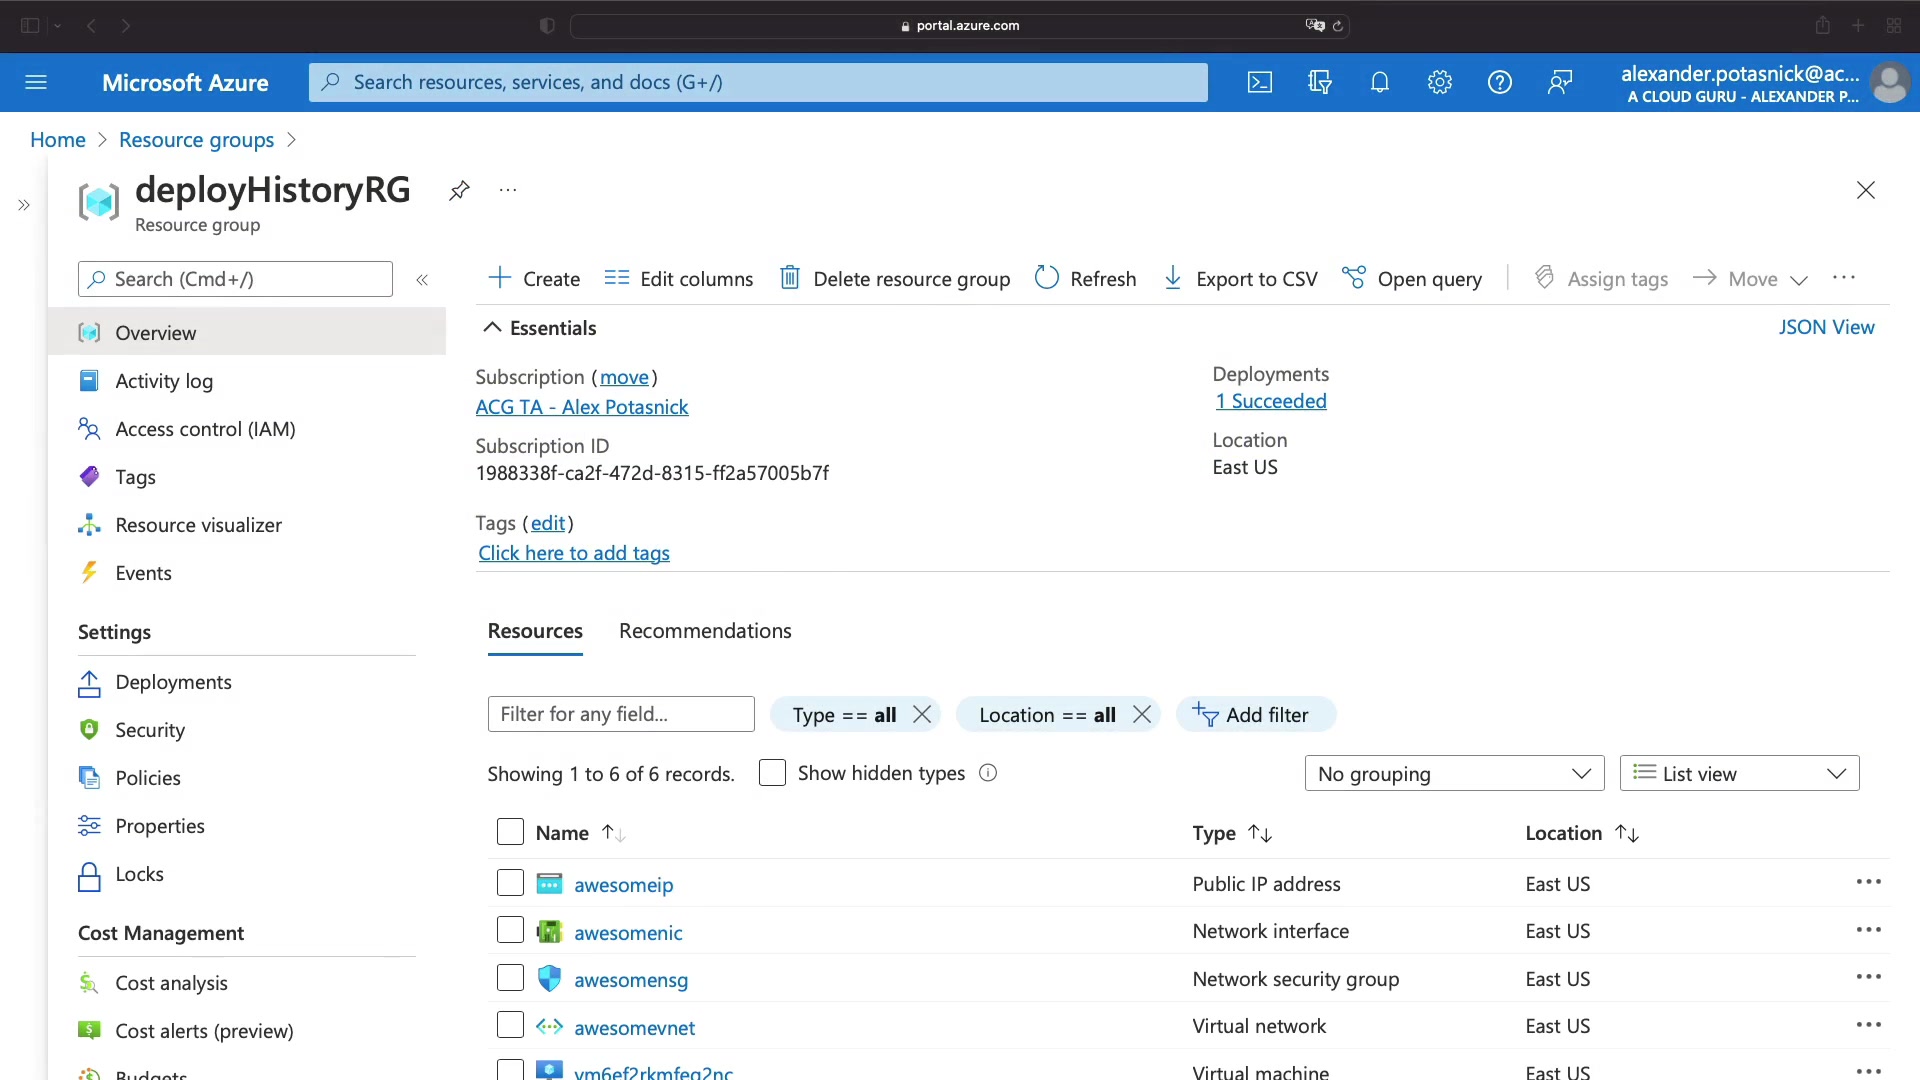 portal.azure.com
Microsoft Azure
Search resources, services, and docs (G+/)
alexander.potasnick@ac...
A CLOUD GURU - ALEXANDER P...
Home > Resource groups >
deployHistoryRG
Resource group
Search (Cmd+/)
Create
Edit columns
Delete resource group
Refresh
Export to CSV
Open query
Assign tags
Move
Overview
Activity log
Access control (IAM)
Tags
Resource visualizer
Events
Settings
Deployments
Security
Policies
Properties
Locks
Cost Management
Cost analysis
Cost alerts (preview)
Budgets
Essentials
JSON View
Subscription (move)
ACG TA - Alex Potasnick
Subscription ID
1988338f-ca2f-472d-8315-ff2a57005b7f
Tags (edit)
Click here to add tags
Deployments
1 Succeeded
Location
East US
Resources
Recommendations
Filter for any field...
Type == all
Location == all
Add filter
Showing 1 to 6 of 6 records.
Show hidden types
No grouping
List view
Name
Type
Location
awesomeip
Public IP address
East US
awesomenic
Network interface
East US
awesomensg
Network security group
East US
awesomevnet
Virtual network
East US
vm6ef2rkmfeg2nc
Virtual machine
East US